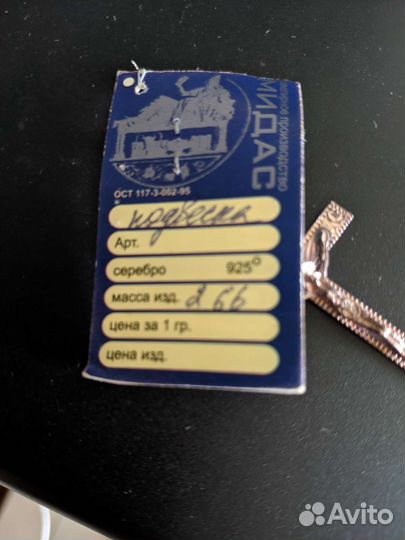 МИДАС
производство
ОСТ 117-3-002-95
подвеска
Арт.
серебро 925°
масса изд. 2 66
цена за 1 гр.
цена изд.
Avito